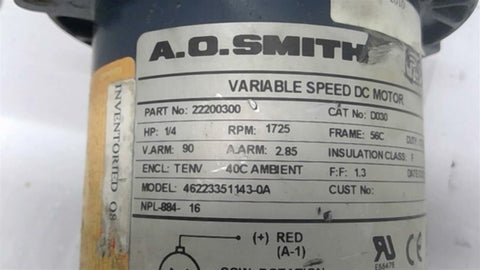 A.O.SMITH
VARIABLE SPEED DC MOTOR
PART No: 22200300 CAT No: D030
HP: 1/4 RPM: 1725 FRAME: 56C
V.ARM: 90 A.ARM: 2.85 INSULATION CLASS: F
ENCL: TENV 40C AMBIENT F:F: 1.3
MODEL: 46223351143-0A CUST No:
NPL-884- 16
(+) RED
(A-1)
INVENTORIED 08
CE